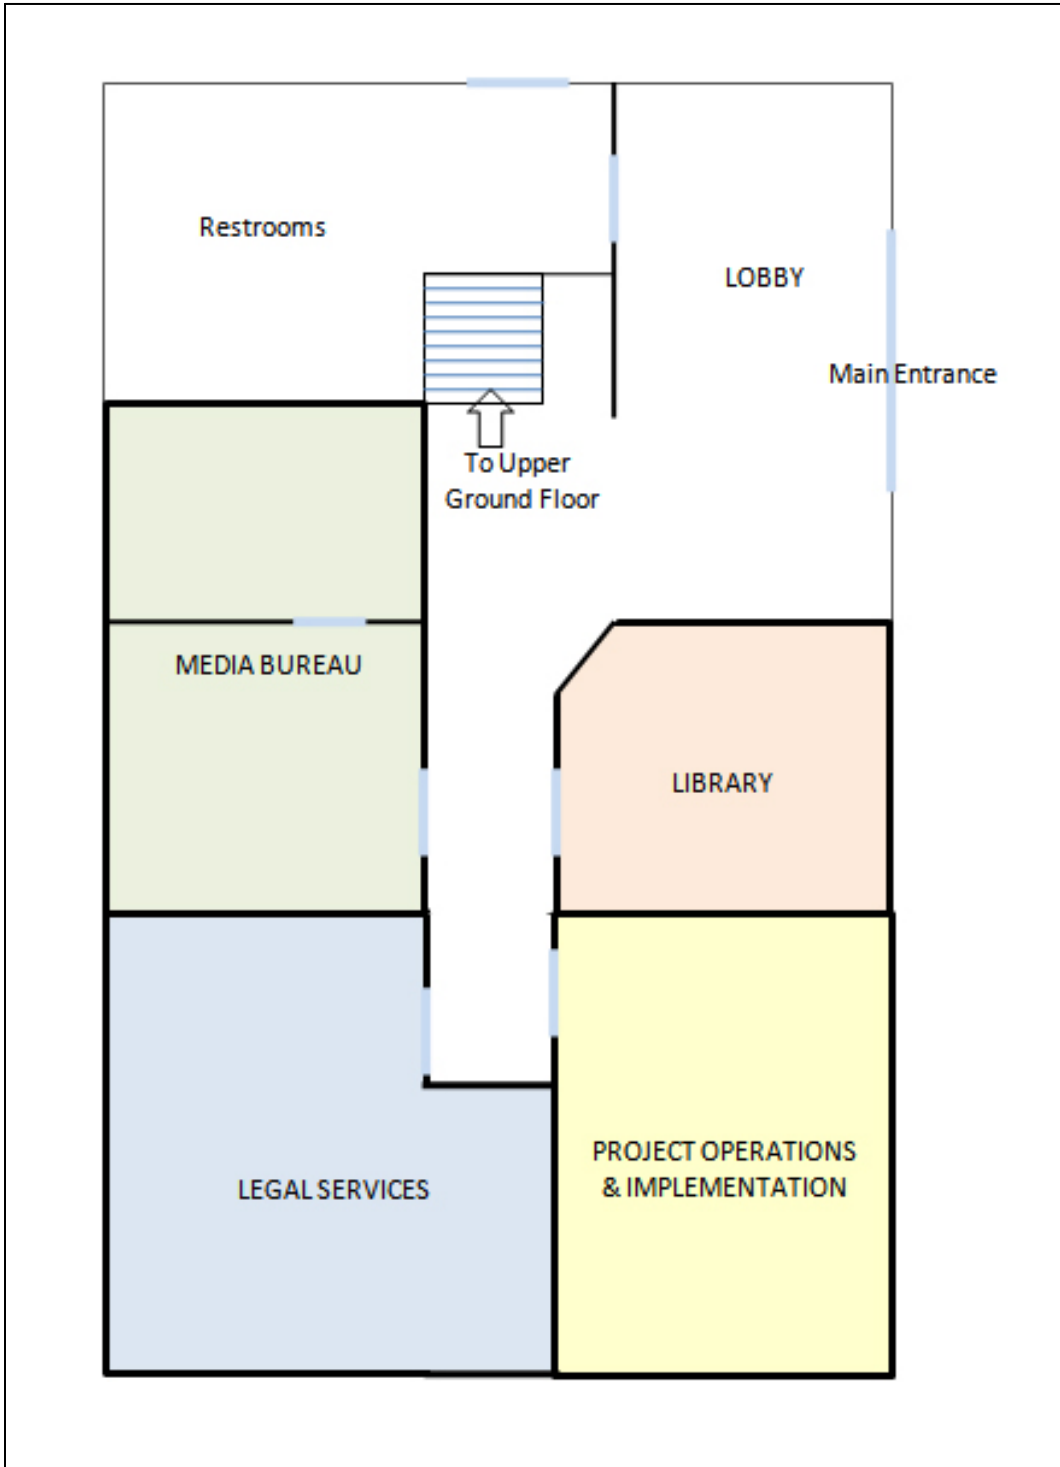 Restrooms
LOBBY
Main Entrance
To Upper
Ground Floor
MEDIA BUREAU
LIBRARY
PROJECT OPERATIONS
& IMPLEMENTATION
LEGAL SERVICES